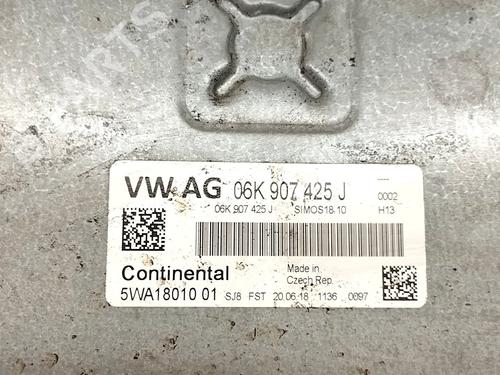 VW AG 06K 907 425 J
0002
06K 907 425 J SIMOS18.10 H13
Continental
Made in
Czech Rep.
5WA18010 01 SJ8 FST 20.06.18 1136 0097